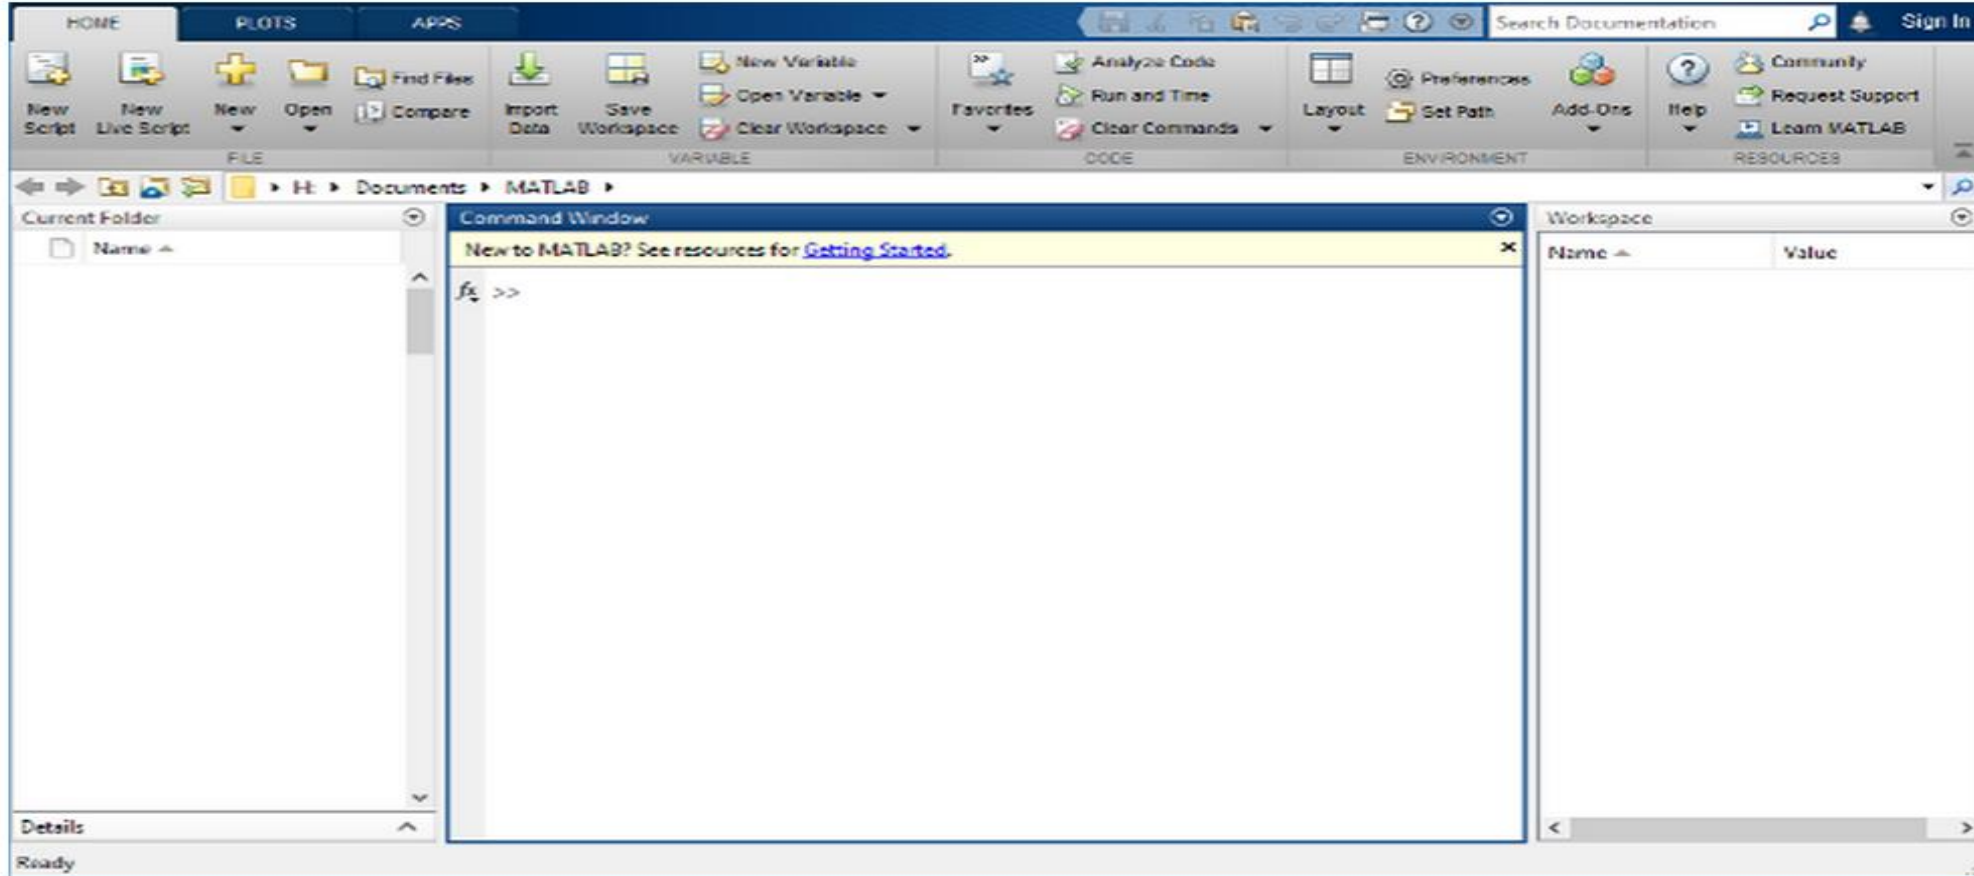 HOME PLOTS APPS Search Documentation Sign In
New Script
New Live Script
New
Open
Find Files
Compare
FILE
Import Data
Save Workspace
New Variable
Open Variable
Clear Workspace
VARIABLE
Favorites
Analyze Code
Run and Time
Clear Commands
CODE
Layout
Preferences
Set Path
Add-Ons
ENVIRONMENT
Help
Community
Request Support
Learn MATLAB
RESOURCES
H: Documents MATLAB
Current Folder
Name
Details
Command Window
New to MATLAB? See resources for Getting Started.
fx >>
Workspace
Name Value
Ready